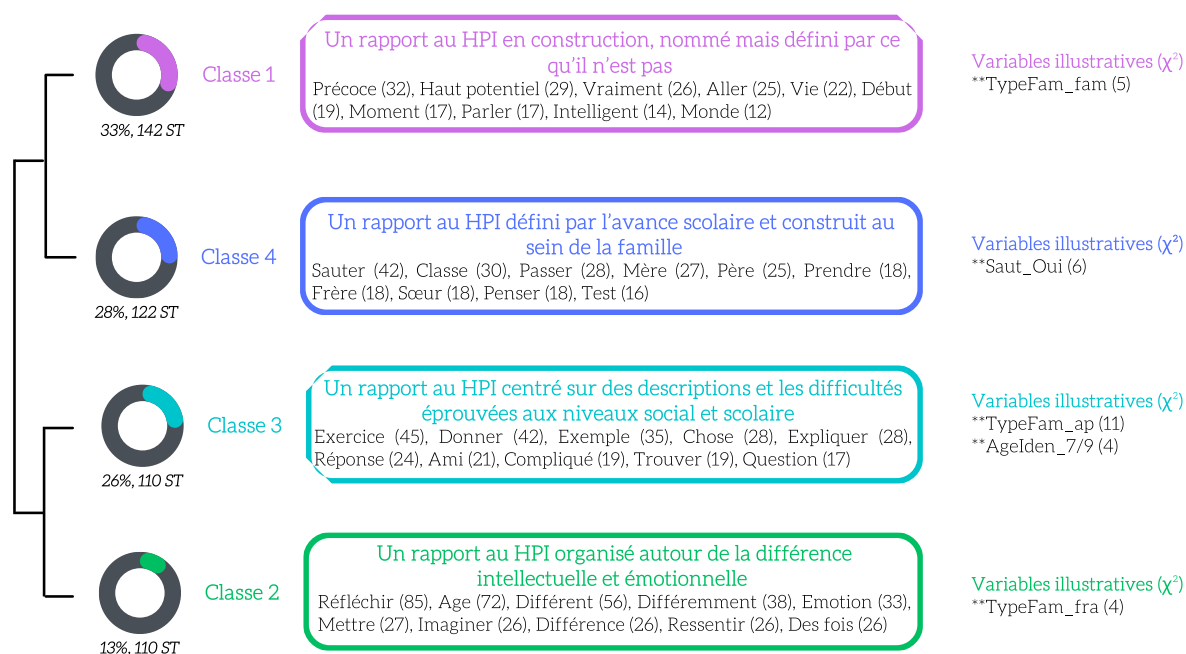 Un rapport au HPI en construction, nommé mais défini par ce
qu'il n'est pas
Classe 1
Précoce (32), Haut potentiel (29), Vraiment (26), Aller (25), Vie (22), Début
(19), Moment (17), Parler (17), Intelligent (14), Monde (12)
33%, 142 ST
Variables illustratives (χ²)
**TypeFam_fam (5)
Un rapport au HPI défini par l'avance scolaire et construit au
sein de la famille
Classe 4
Sauter (42), Classe (30), Passer (28), Mère (27), Père (25), Prendre (18),
Frère (18), Sœur (18), Penser (18), Test (16)
28%, 122 ST
Variables illustratives (χ²)
**Saut_Oui (6)
Un rapport au HPI centré sur des descriptions et les difficultés
éprouvées aux niveaux social et scolaire
Classe 3
Exercice (45), Donner (42), Exemple (35), Chose (28), Expliquer (28),
Réponse (24), Ami (21), Compliqué (19), Trouver (19), Question (17)
26%, 110 ST
Variables illustratives (χ²)
**TypeFam_ap (11)
**AgeIden_7/9 (4)
Un rapport au HPI organisé autour de la différence
intellectuelle et émotionnelle
Classe 2
Réfléchir (85), Age (72), Différent (56), Différemment (38), Emotion (33),
Mettre (27), Imaginer (26), Différence (26), Ressentir (26), Des fois (26)
13%, 110 ST
Variables illustratives (χ²)
**TypeFam_fra (4)